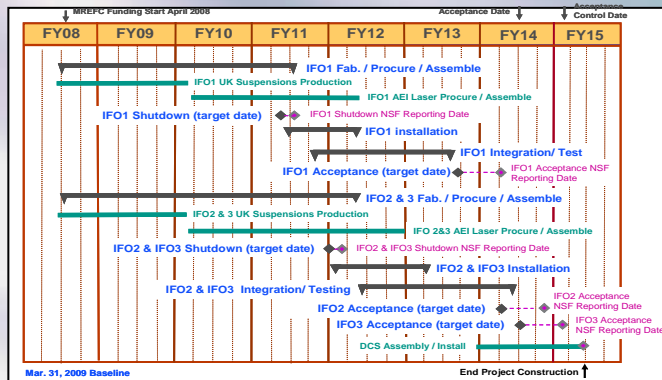 MREFC Funding Start April 2008
Acceptance Date
Acceptance
Control Date
FY08 FY09 FY10 FY11 FY12 FY13 FY14 FY15
IFO1 Fab. / Procure / Assemble
IFO1 UK Suspensions Production
IFO1 AEI Laser Procure / Assemble
IFO1 Shutdown (target date) IFO1 Shutdown NSF Reporting Date
IFO1 installation
IFO1 Integration/ Test
IFO1 Acceptance (target date) IFO1 Acceptance NSF
Reporting Date
IFO2 & 3 Fab. / Procure / Assemble
IFO2 & 3 UK Suspensions Production
IFO 2&3 AEI Laser Procure / Assemble
IFO2 & IFO3 Shutdown (target date) IFO2 & IFO3 Shutdown NSF Reporting Date
IFO2 & IFO3 Installation
IFO2 & IFO3 Integration/ Testing
IFO2 Acceptance (target date) IFO2 Acceptance
NSF Reporting Date
IFO3 Acceptance (target date) IFO3 Acceptance
NSF Reporting Date
DCS Assembly / Install
Mar. 31, 2009 Baseline
End Project Construction